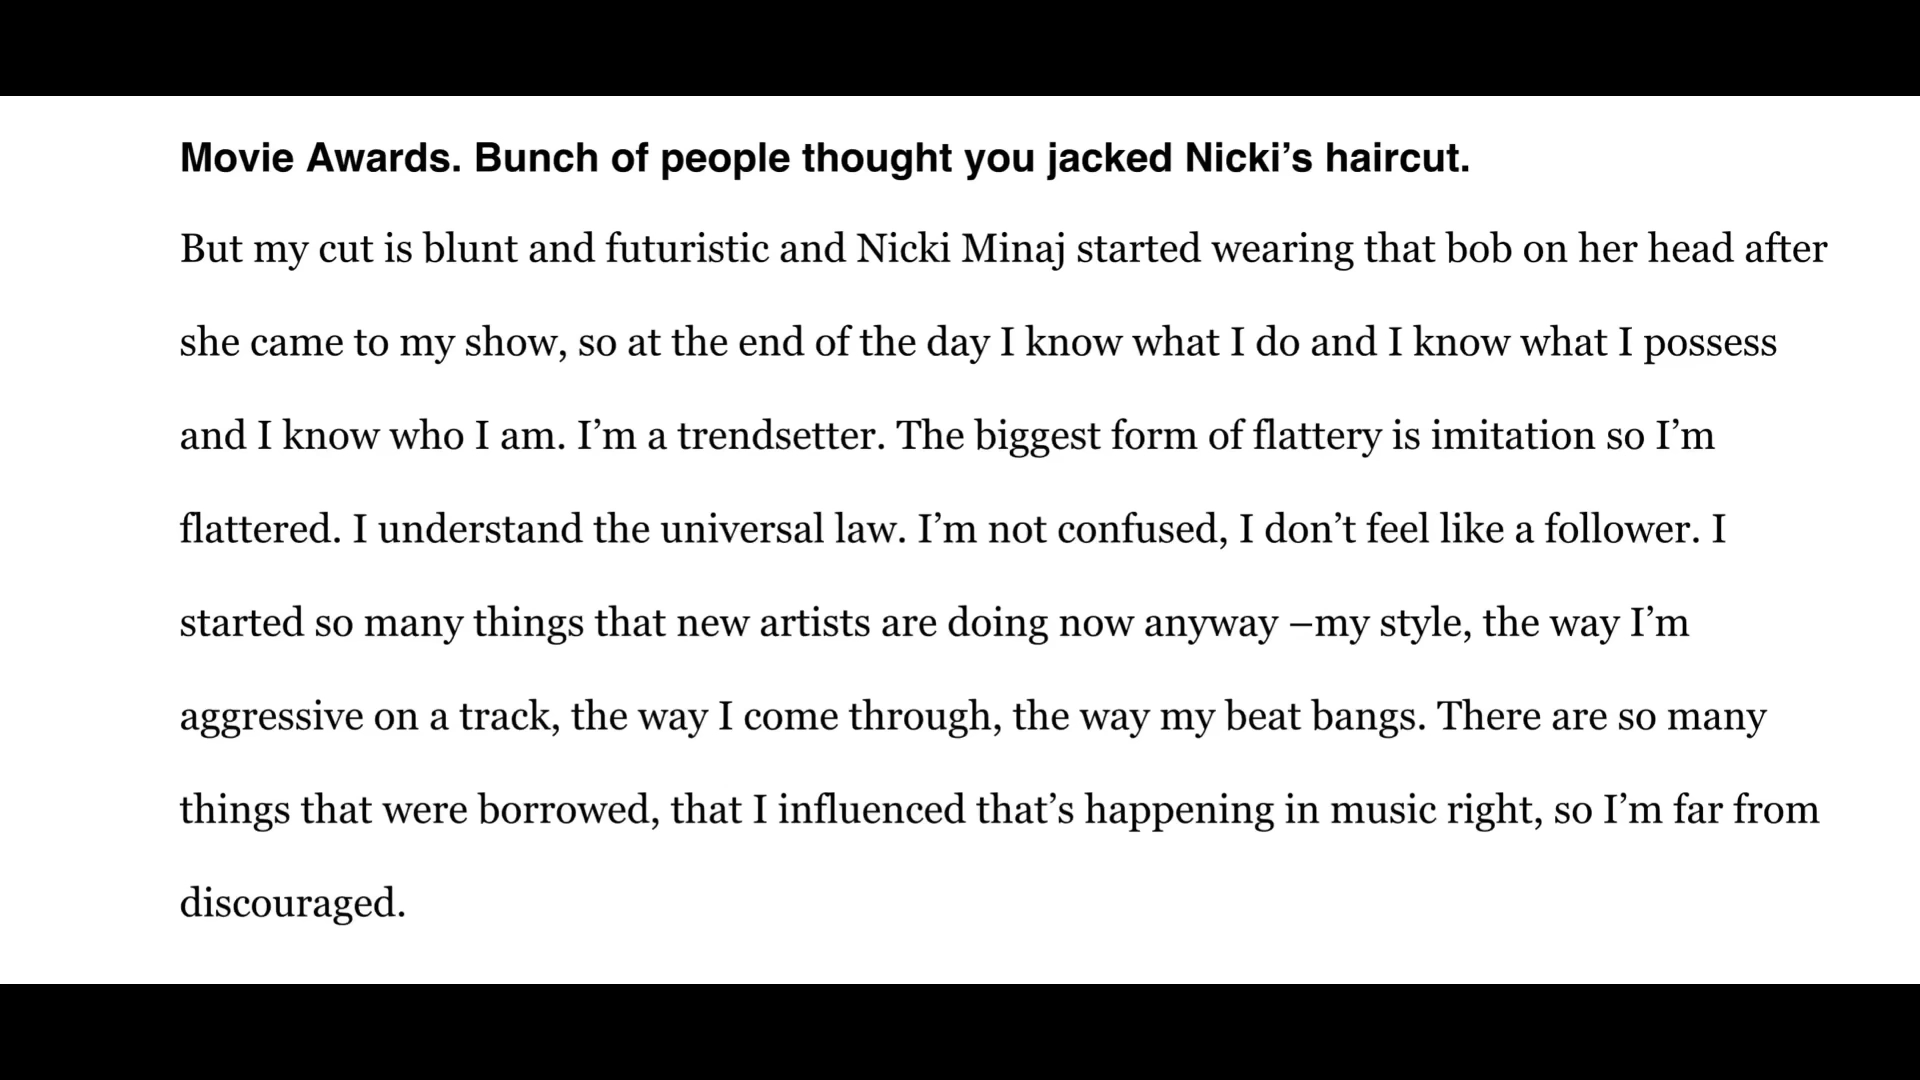 Movie Awards. Bunch of people thought you jacked Nicki’s haircut.
But my cut is blunt and futuristic and Nicki Minaj started wearing that bob on her head after
she came to my show, so at the end of the day I know what I do and I know what I possess
and I know who I am. I’m a trendsetter. The biggest form of flattery is imitation so I’m
flattered. I understand the universal law. I’m not confused, I don’t feel like a follower. I
started so many things that new artists are doing now anyway –my style, the way I’m
aggressive on a track, the way I come through, the way my beat bangs. There are so many
things that were borrowed, that I influenced that’s happening in music right, so I’m far from
discouraged.